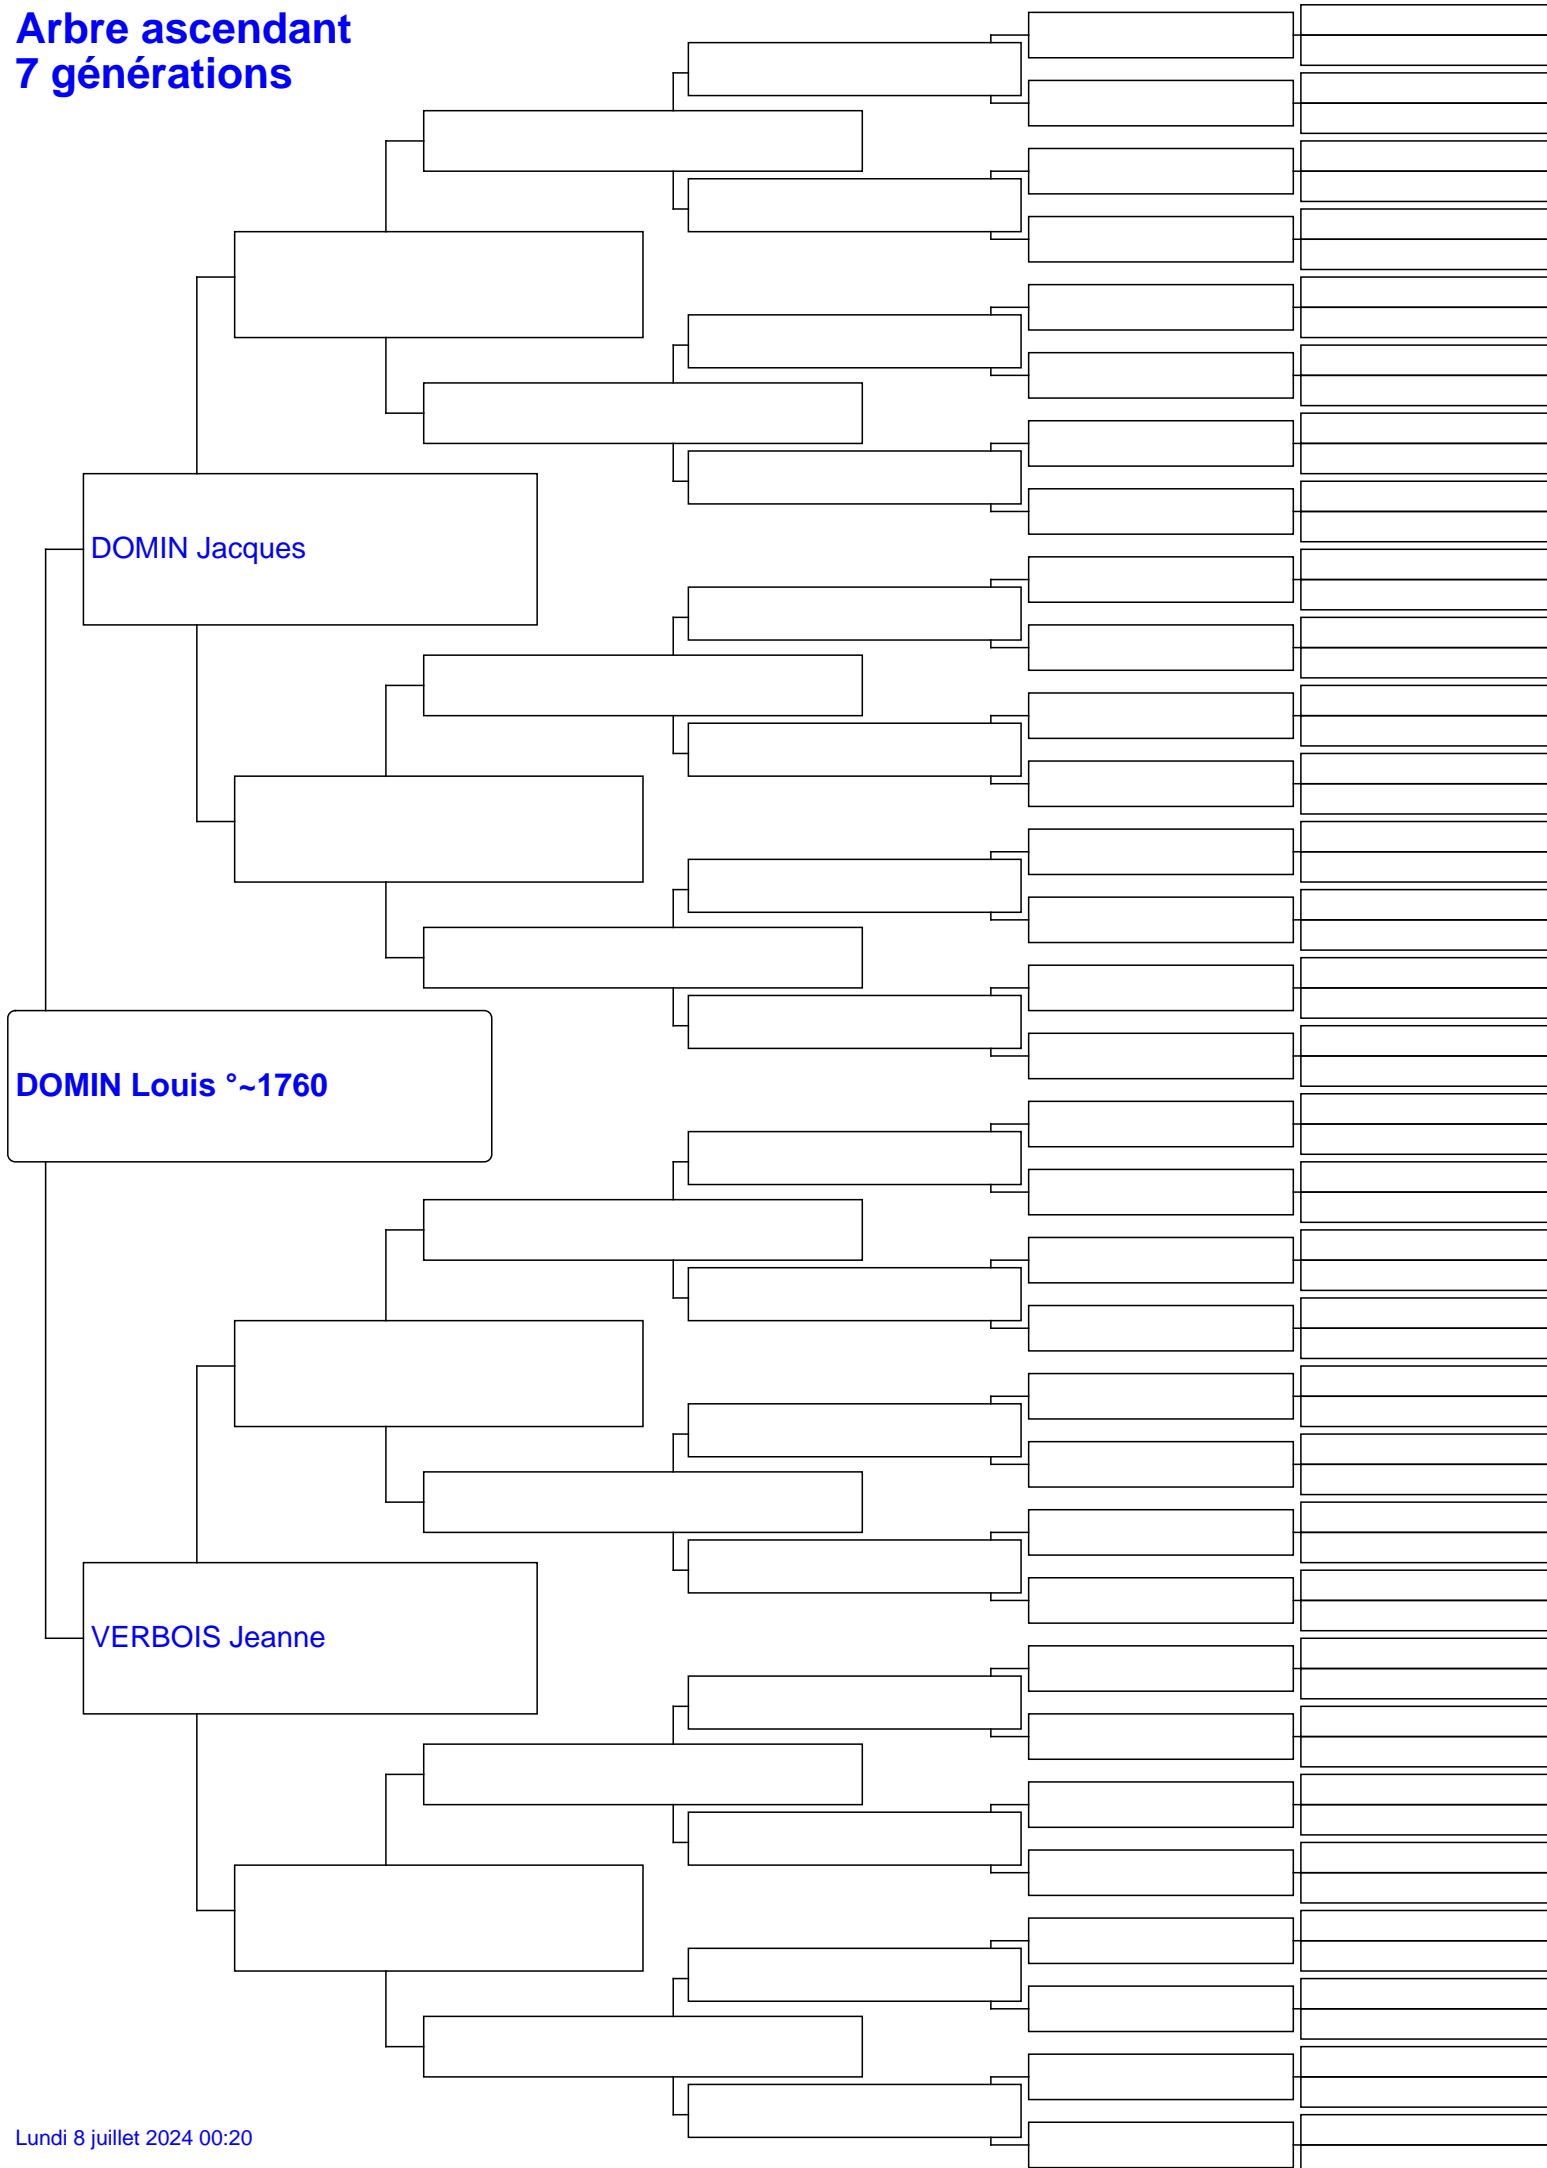 Arbre ascendant
7 générations
DOMIN Jacques
DOMIN Louis °~1760
VERBOIS Jeanne
Lundi 8 juillet 2024 00:20